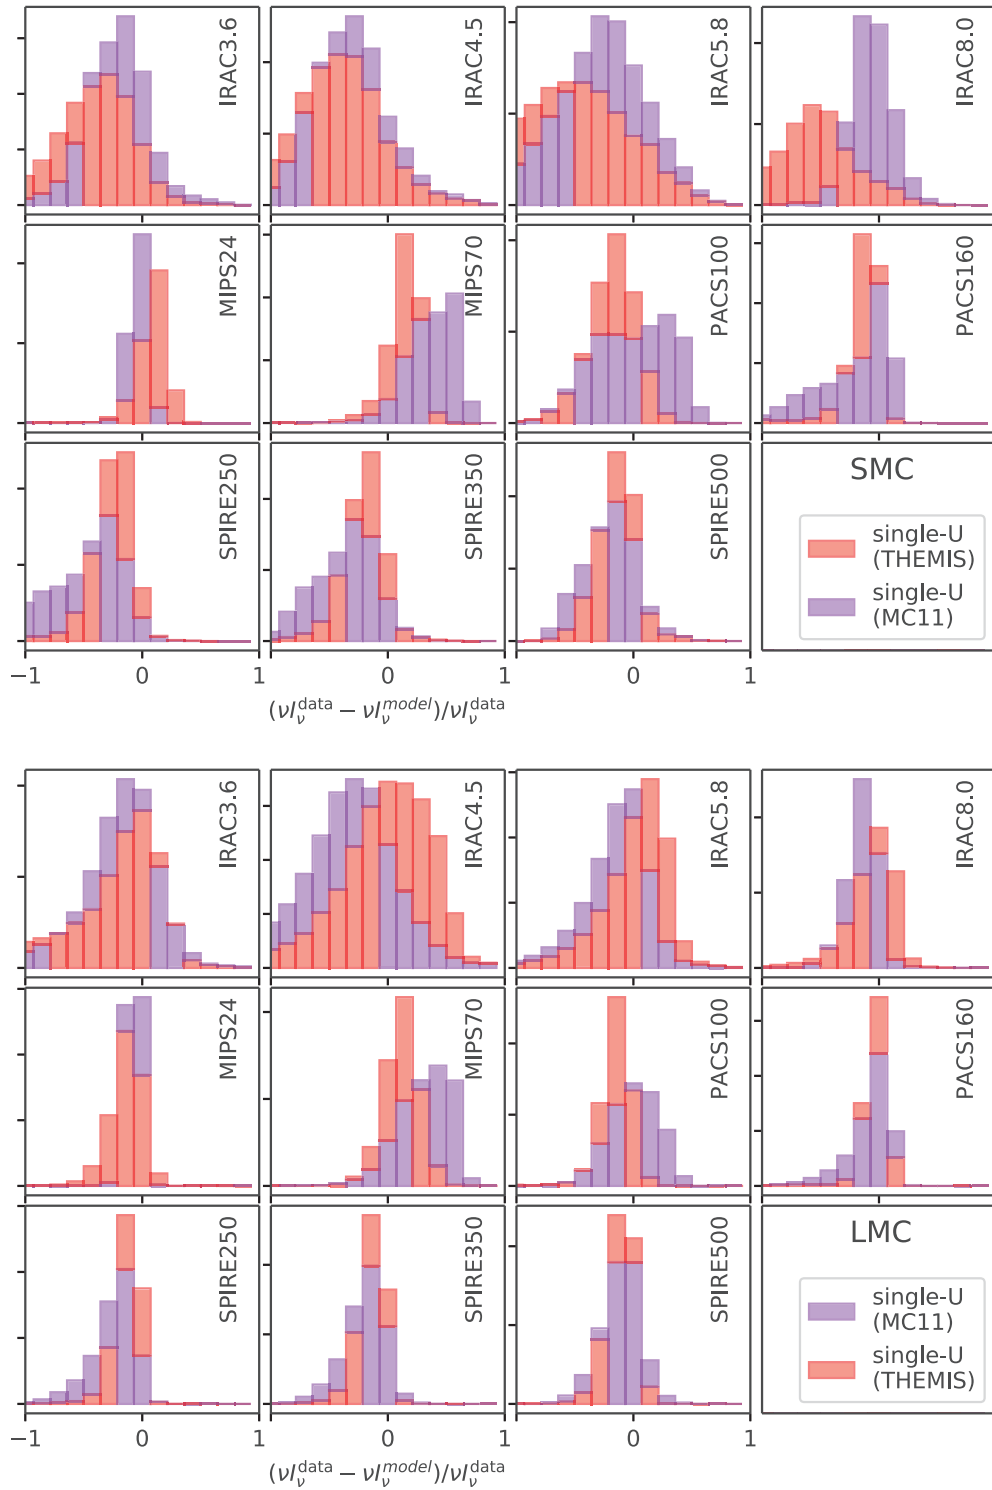 IRAC3.6
IRAC4.5
IRAC5.8
IRAC8.0
MIPS24
MIPS70
PACS100
PACS160
SPIRE250
SPIRE350
SPIRE500
SMC
single-U
(THEMIS)
single-U
(MC11)
−1 0 0 1 0 1
(νI_ν^data − νI_ν^model)/νI_ν^data
IRAC3.6
IRAC4.5
IRAC5.8
IRAC8.0
MIPS24
MIPS70
PACS100
PACS160
SPIRE250
SPIRE350
SPIRE500
LMC
single-U
(MC11)
single-U
(THEMIS)
−1 0 1 0 1 0 1
(νI_ν^data − νI_ν^model)/νI_ν^data